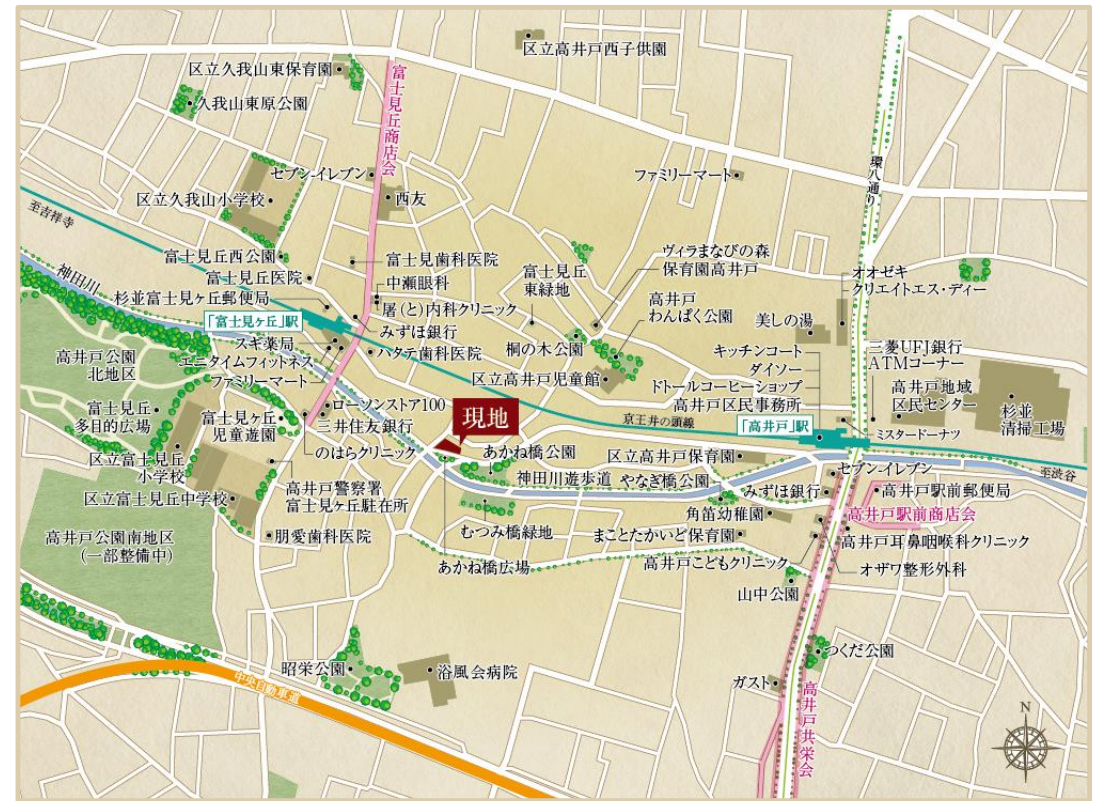 区立高井戸西子供園
区立久我山東保育園
久我山東原公園
富士見丘商店会
環八通り
セブン-イレブン
ファミリーマート
区立久我山小学校
西友
至吉祥寺
神田川
富士見丘西公園
富士見丘医院
杉並富士見ヶ丘郵便局
「富士見ヶ丘」駅
富士見歯科医院
中瀬眼科
屠(と)内科クリニック
みずほ銀行
ハタテ歯科医院
富士見丘
東緑地
ヴィラまなびの森
保育園高井戸
高井戸
わんぱく公園
桐の木公園
区立高井戸児童館
オオゼキ
クリエイトエス・ディー
美しの湯
キッチンコート
ダイソー
ドトールコーヒーショップ
高井戸区民事務所
三菱UFJ銀行
ATMコーナー
高井戸地域
区民センター
杉並
清掃工場
スギ薬局
エニタイムフィットネス
ファミリーマート
高井戸公園
北地区
富士見丘
多目的広場
富士見ヶ丘
児童遊園
ローソンストア100
三井住友銀行
のはらクリニック
現地
京王井の頭線
「高井戸」駅
ミスタードーナツ
至渋谷
区立富士見丘
小学校
区立富士見丘中学校
高井戸警察署
富士見ヶ丘駐在所
あかね橋公園
神田川遊歩道
やなぎ橋公園
区立高井戸保育園
セブン-イレブン
みずほ銀行
高井戸駅前郵便局
高井戸駅前商店会
高井戸公園南地区
(一部整備中)
朋愛歯科医院
むつみ橋緑地
あかね橋広場
角笛幼稚園
まことたかいど保育園
高井戸こどもクリニック
高井戸耳鼻咽喉科クリニック
オザワ整形外科
山中公園
昭栄公園
浴風会病院
つくだ公園
ガスト
高井戸共栄会
中央自動車道
N